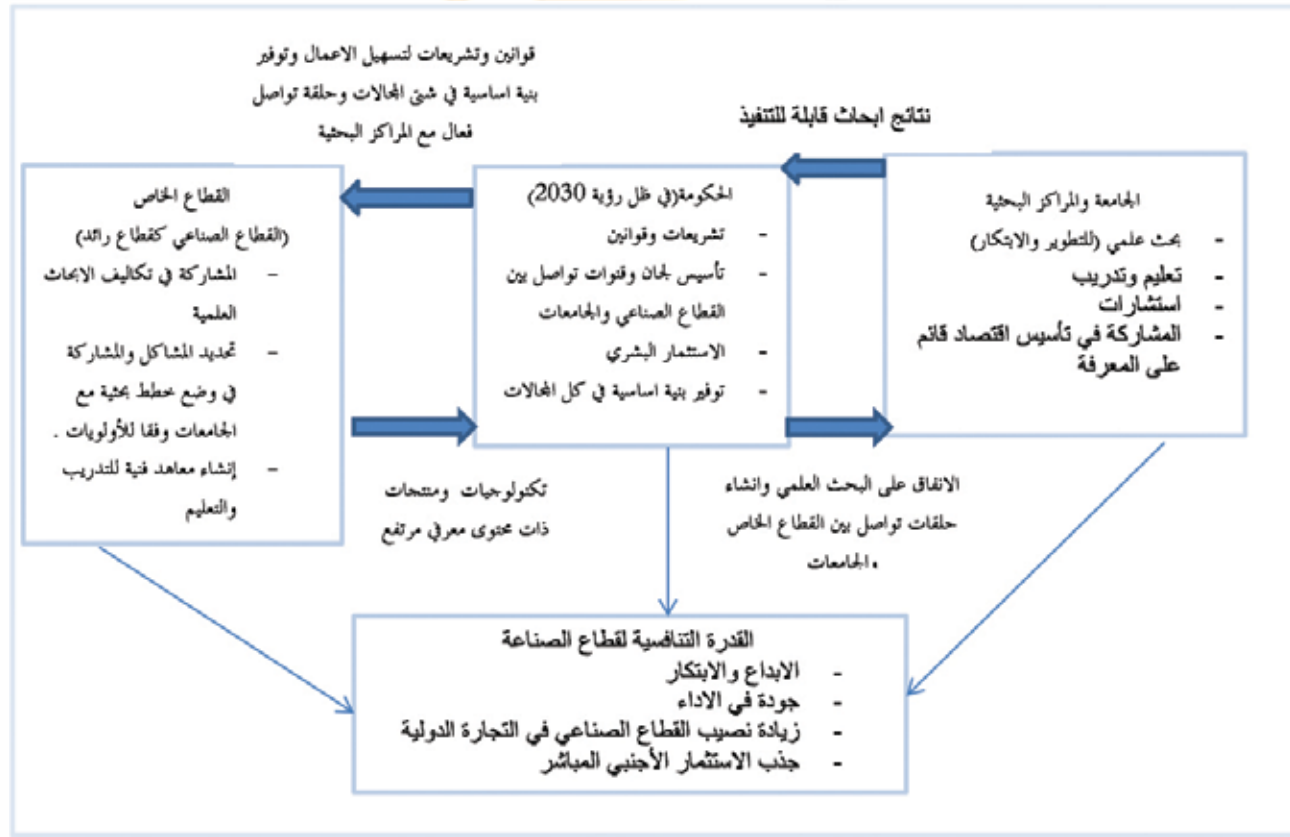 قوانين وتشريعات لتسهيل الاعمال وتوفير
بنية اساسية في شتى المجالات وحلقة تواصل
فعال مع المراكز البحثية
نتائج ابحاث قابلة للتنفيذ
الجامعة والمراكز البحثية
- بحث علمي (للتطوير والابتكار)
- تعليم وتدريب
- استشارات
- المشاركة في تأسيس اقتصاد قائم
على المعرفة
الحكومة(في ظل رؤية 2030)
- تشريعات وقوانين
- تأسيس لجان وقنوات تواصل بين
القطاع الصناعي والجامعات
- الاستثمار البشري
- توفير بنية اساسية في كل المجالات
القطاع الخاص
(القطاع الصناعي كقطاع رائد)
- المشاركة في تكاليف الابحاث
العلمية
- تحديد المشاكل والمشاركة
في وضع خطط بحثية مع
الجامعات وفقا للأولويات .
- إنشاء معاهد فنية للتدريب
والتعليم
الانفاق على البحث العلمي وانشاء
حلقات تواصل بين القطاع الخاص
الجامعات
تكنولوجيات ومنتجات
ذات محتوى معرفي مرتفع
القدرة التنافسية لقطاع الصناعة
- الابداع والابتكار
- جودة في الاداء
- زيادة نصيب القطاع الصناعي في التجارة الدولية
- جذب الاستثمار الأجنبي المباشر